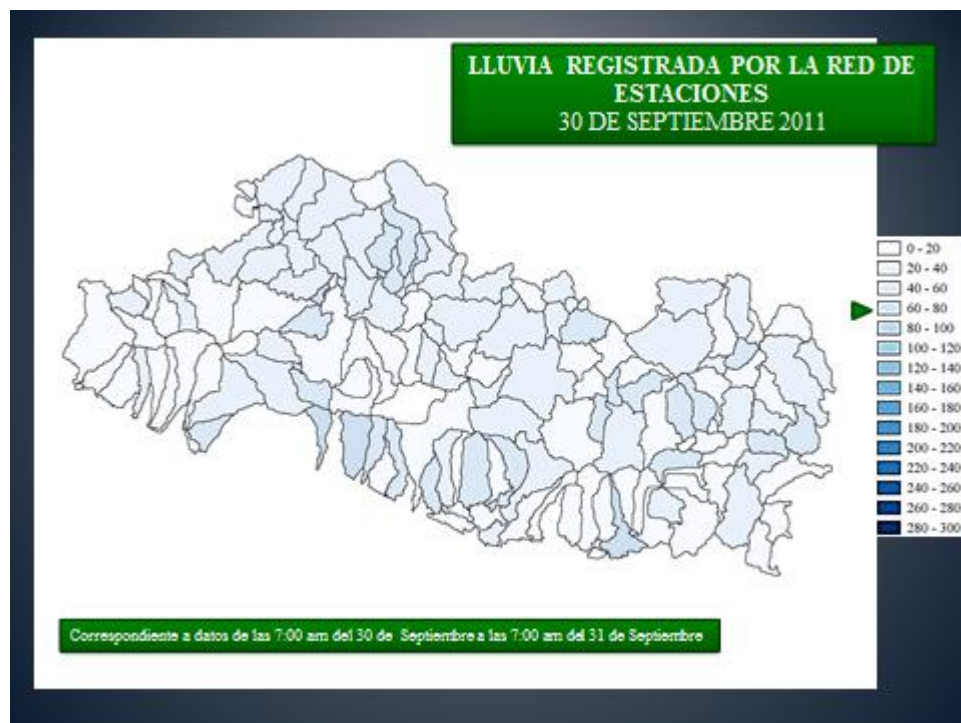 LLUVIA REGISTRADA POR LA RED DE
ESTACIONES
30 DE SEPTIEMBRE 2011
0 - 20
20 - 40
40 - 60
60 - 80
80 - 100
100 - 120
120 - 140
140 - 160
160 - 180
180 - 200
200 - 220
220 - 240
240 - 260
260 - 280
280 - 300
Correspondiente a datos de las 7:00 am del 30 de Septiembre a las 7:00 am del 31 de Septiembre